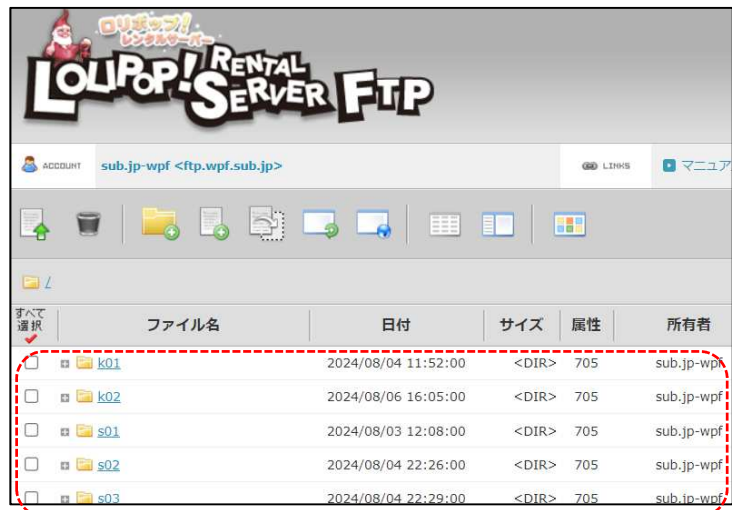 ロリポップ!
レンタルサーバー
LOLIPOP! RENTAL SERVER FTP
ACCOUNT sub.jp-wpf <ftp.wpf.sub.jp> LINKS マニュア
/
すべて選択 ファイル名 日付 サイズ 属性 所有者
k01 2024/08/04 11:52:00 <DIR> 705 sub.jp-wpf
k02 2024/08/06 16:05:00 <DIR> 705 sub.jp-wpf
s01 2024/08/03 12:08:00 <DIR> 705 sub.jp-wpf
s02 2024/08/04 22:26:00 <DIR> 705 sub.jp-wpf
s03 2024/08/04 22:29:00 <DIR> 705 sub.jp-wpf